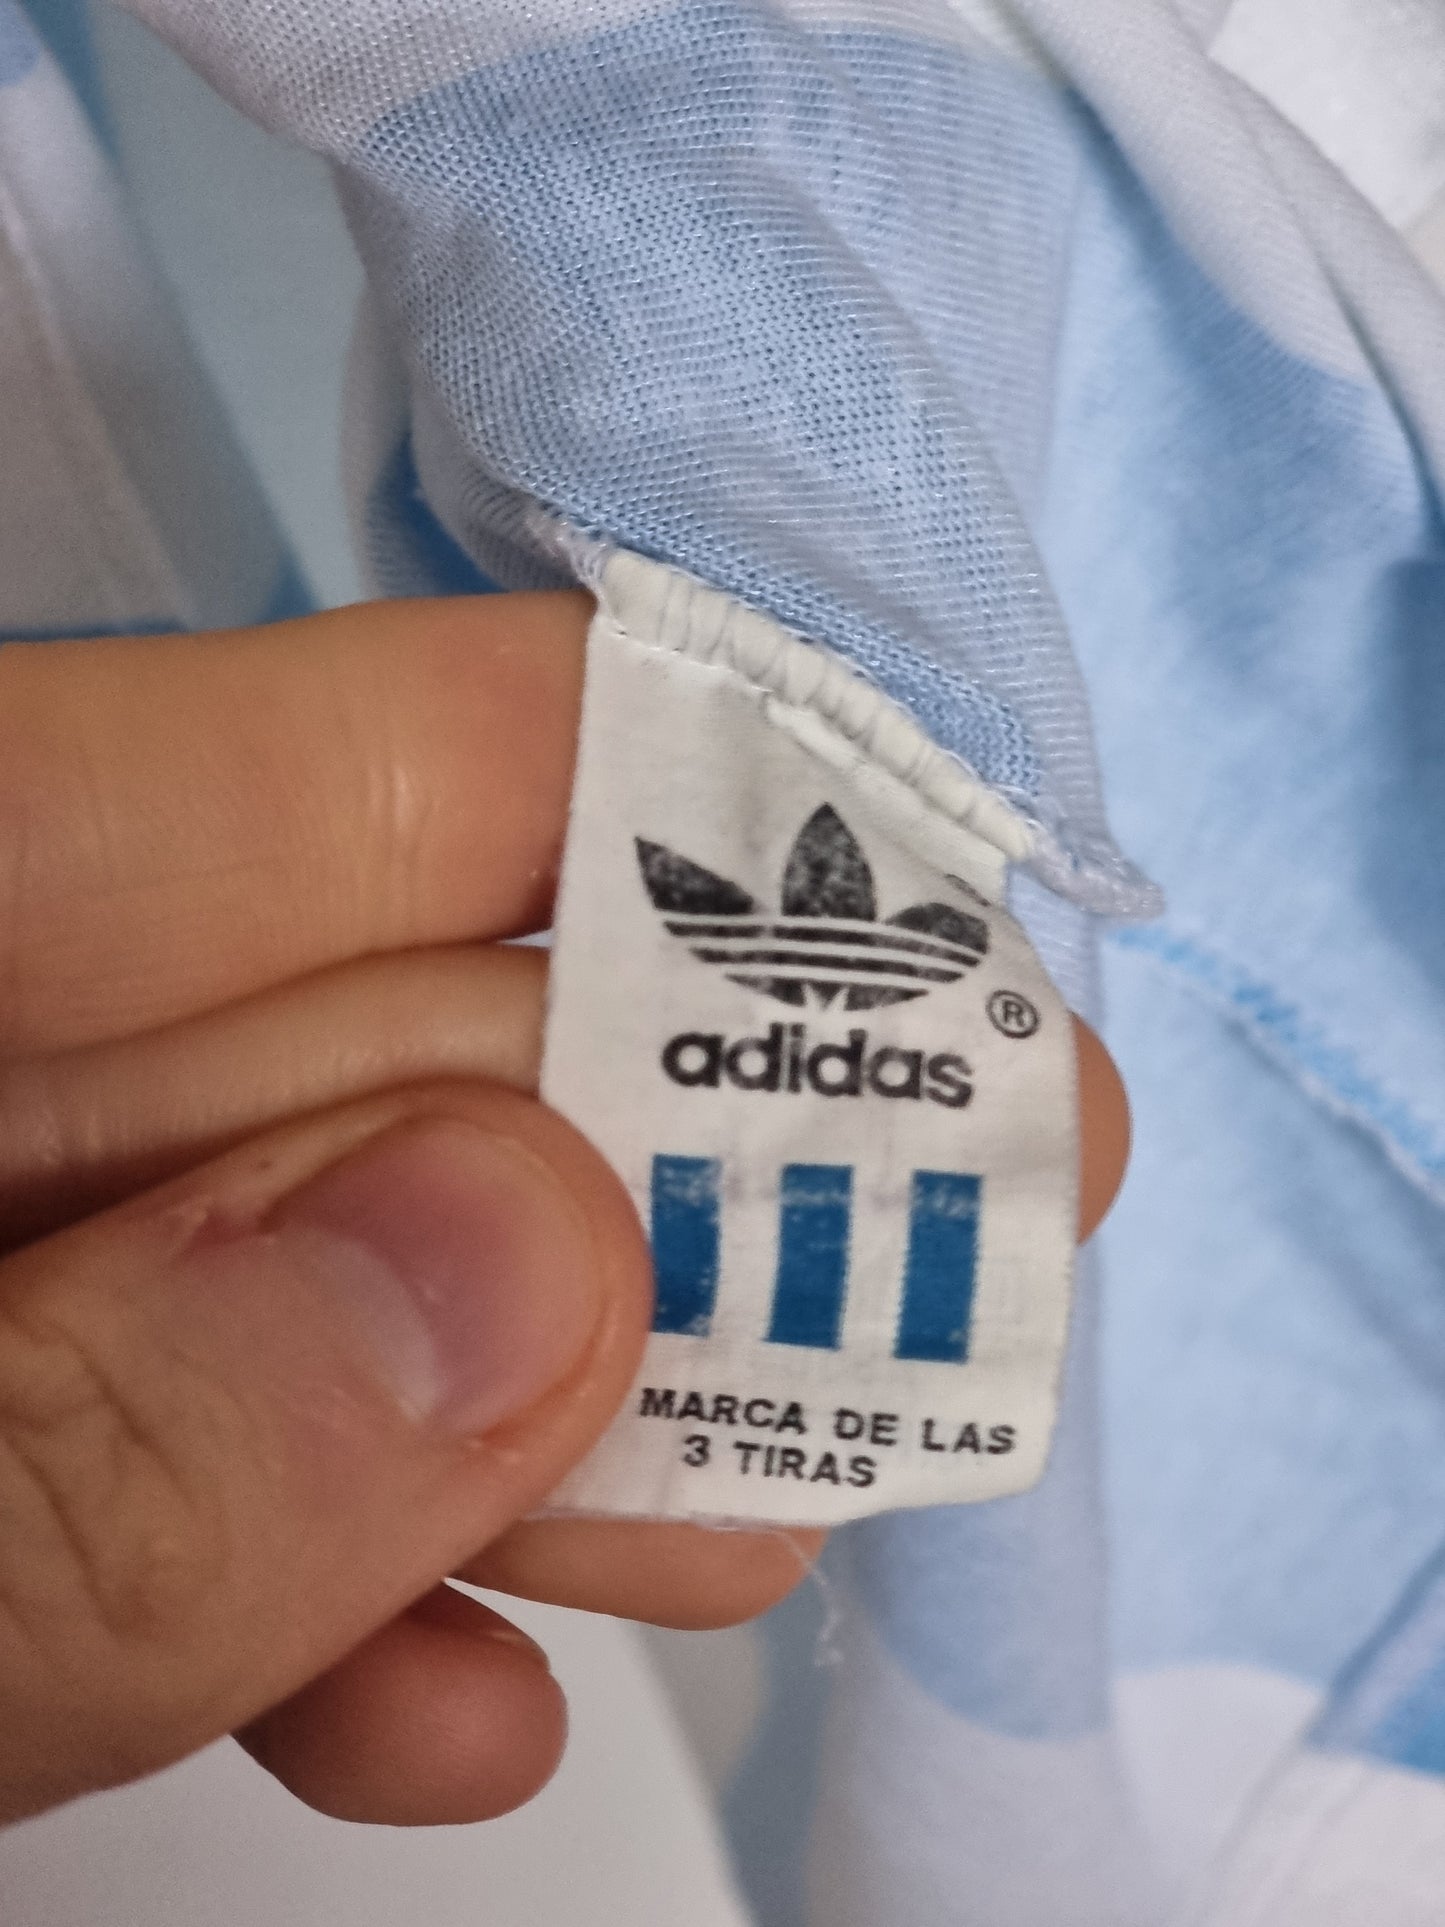 ®
adidas
MARCA DE LAS
3 TIRAS